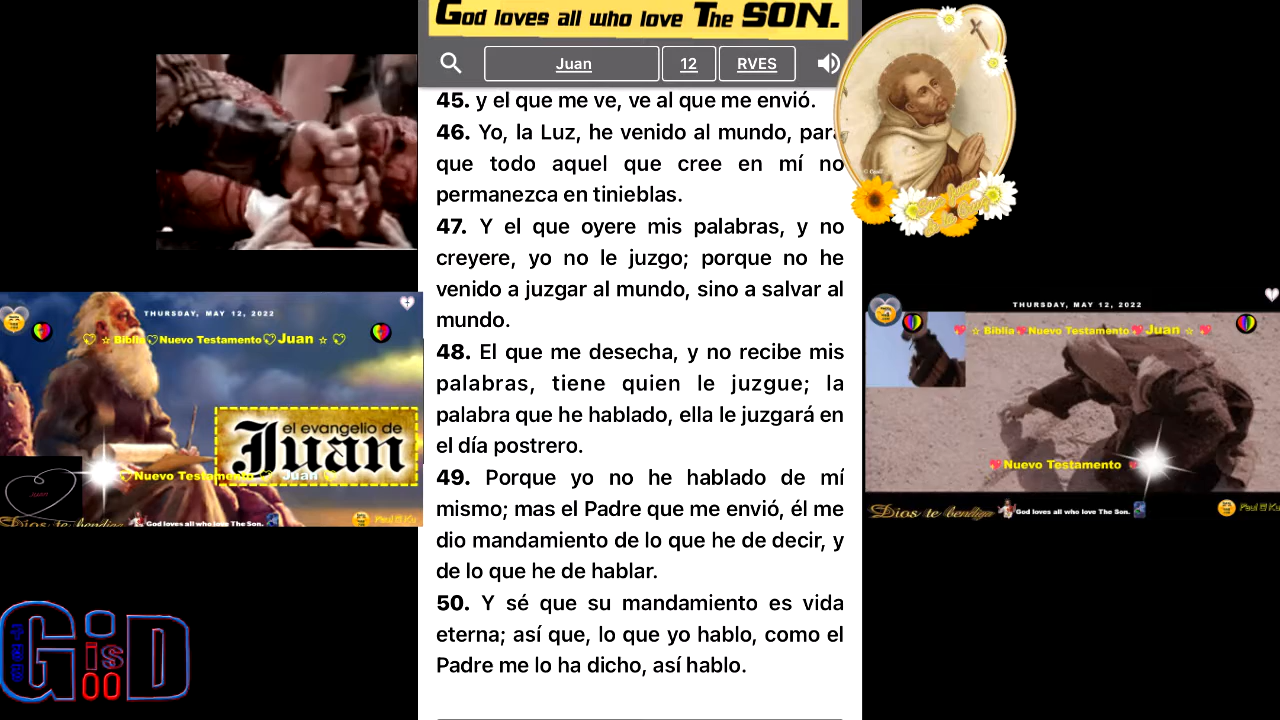 God loves all who love The SON.
Juan 12 RVES
45. y el que me ve, ve al que me envió.
46. Yo, la Luz, he venido al mundo, para
que todo aquel que cree en mí no
permanezca en tinieblas.
47. Y el que oyere mis palabras, y no
creyere, yo no le juzgo; porque no he
venido a juzgar al mundo, sino a salvar al
mundo.
48. El que me desecha, y no recibe mis
palabras, tiene quien le juzgue; la
palabra que he hablado, ella le juzgará en
el día postrero.
49. Porque yo no he hablado de mí
mismo; mas el Padre que me envió, él me
dio mandamiento de lo que he de decir, y
de lo que he de hablar.
50. Y sé que su mandamiento es vida
eterna; así que, lo que yo hablo, como el
Padre me lo ha dicho, así hablo.
THURSDAY, MAY 12, 2022
☆ Biblia Nuevo Testamento Juan ☆
el evangelio de
Juan
Nuevo Testamento Juan
Dios te bendiga
God loves all who love The Son.
GisD
THURSDAY, MAY 12, 2022
☆ Biblia Nuevo Testamento Juan ☆
Nuevo Testamento
Dios te bendiga God loves all who love The Son.